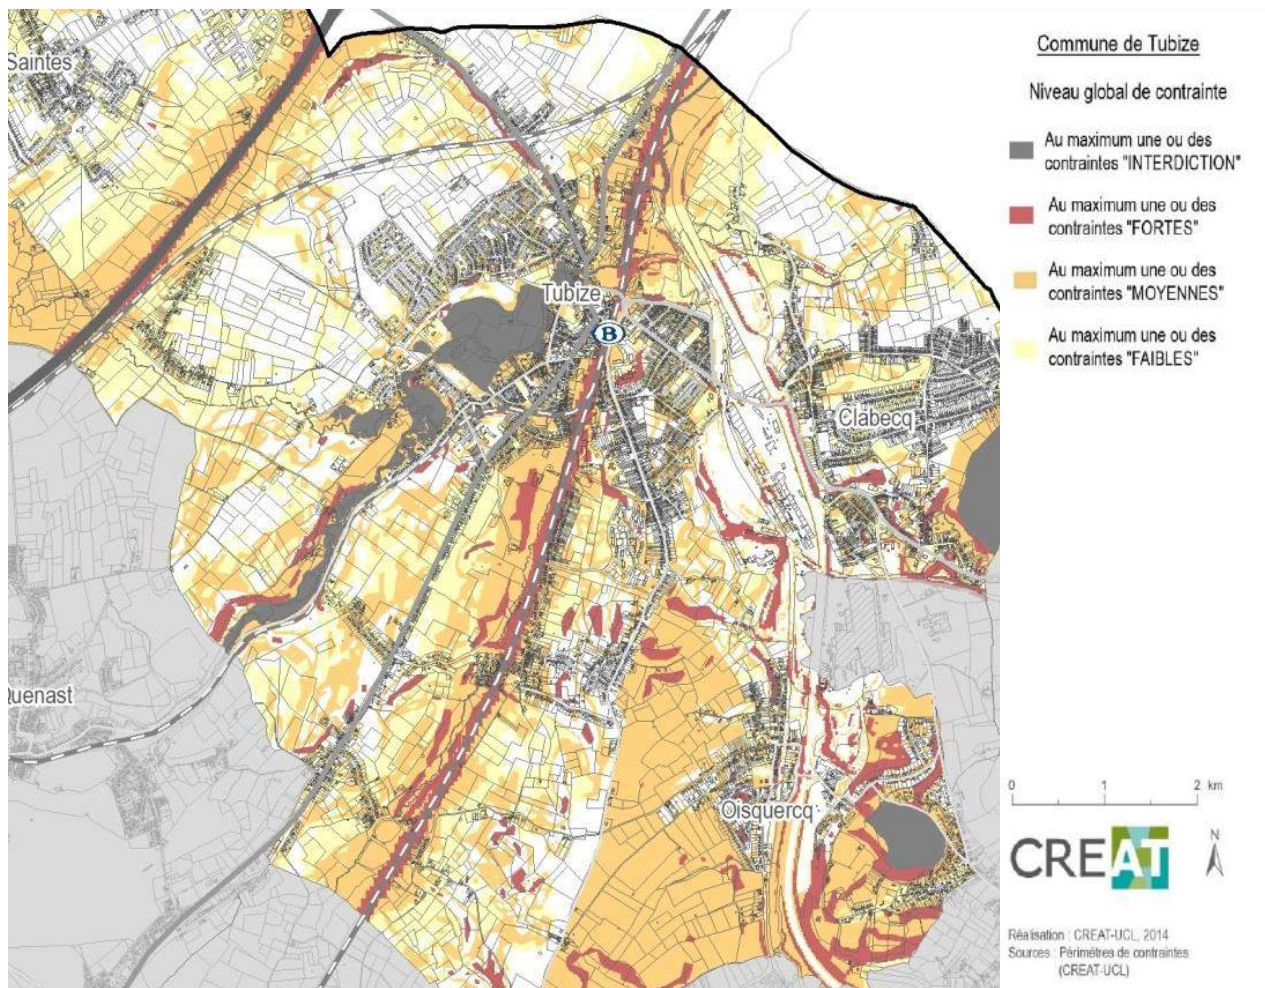 Saintes
Tubize
B
Clabecq
Quenast
Oisquercq
Commune de Tubize
Niveau global de contrainte
Au maximum une ou des
contraintes "INTERDICTION"
Au maximum une ou des
contraintes "FORTES"
Au maximum une ou des
contraintes "MOYENNES"
Au maximum une ou des
contraintes "FAIBLES"
0 1 2 km
N
CREAT
Réalisation : CREAT-UCL, 2014
Sources : Périmètres de contraintes
(CREAT-UCL)